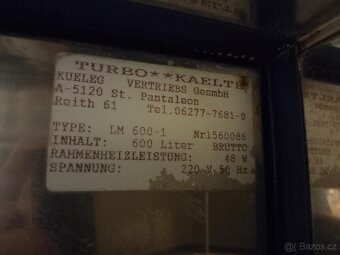 TURBO**KAELTE
KUELEG VERTRIEBS GesmbH
A-5120 St. Pantaleon
Reith 61 Tel.06277-7681-0
TYPE: LM 600-1 Nr1560086
INHALT: 600 Liter BRUTTO
RAHMENHEIZLEISTUNG: 48 W
SPANNUNG: 220 V 50 Hz
Bazos.cz